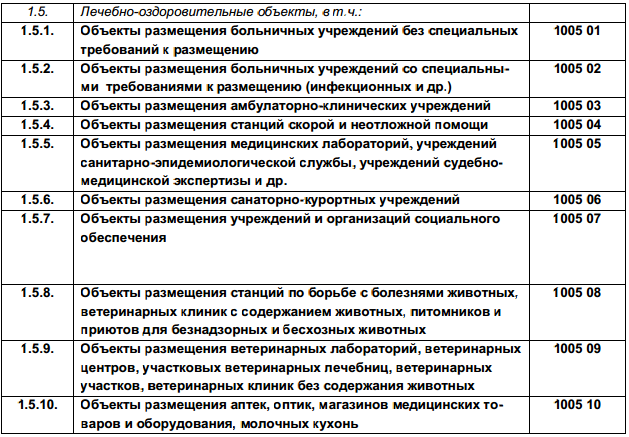 1.5. Лечебно-оздоровительные объекты, в т.ч.:
1.5.1. Объекты размещения больничных учреждений без специальных 1005 01
требований к размещению
1.5.2. Объекты размещения больничных учреждений со специальны- 1005 02
ми требованиями к размещению (инфекционных и др.)
1.5.3. Объекты размещения амбулаторно-клинических учреждений 1005 03
1.5.4. Объекты размещения станций скорой и неотложной помощи 1005 04
1.5.5. Объекты размещения медицинских лабораторий, учреждений 1005 05
санитарно-эпидемиологической службы, учреждений судебно-
медицинской экспертизы и др.
1.5.6. Объекты размещения санаторно-курортных учреждений 1005 06
1.5.7. Объекты размещения учреждений и организаций социального 1005 07
обеспечения
1.5.8. Объекты размещения станций по борьбе с болезнями животных, 1005 08
ветеринарных клиник с содержанием животных, питомников и
приютов для безнадзорных и бесхозных животных
1.5.9. Объекты размещения ветеринарных лабораторий, ветеринарных 1005 09
центров, участковых ветеринарных лечебниц, ветеринарных
участков, ветеринарных клиник без содержания животных
1.5.10. Объекты размещения аптек, оптик, магазинов медицинских то- 1005 10
варов и оборудования, молочных кухонь